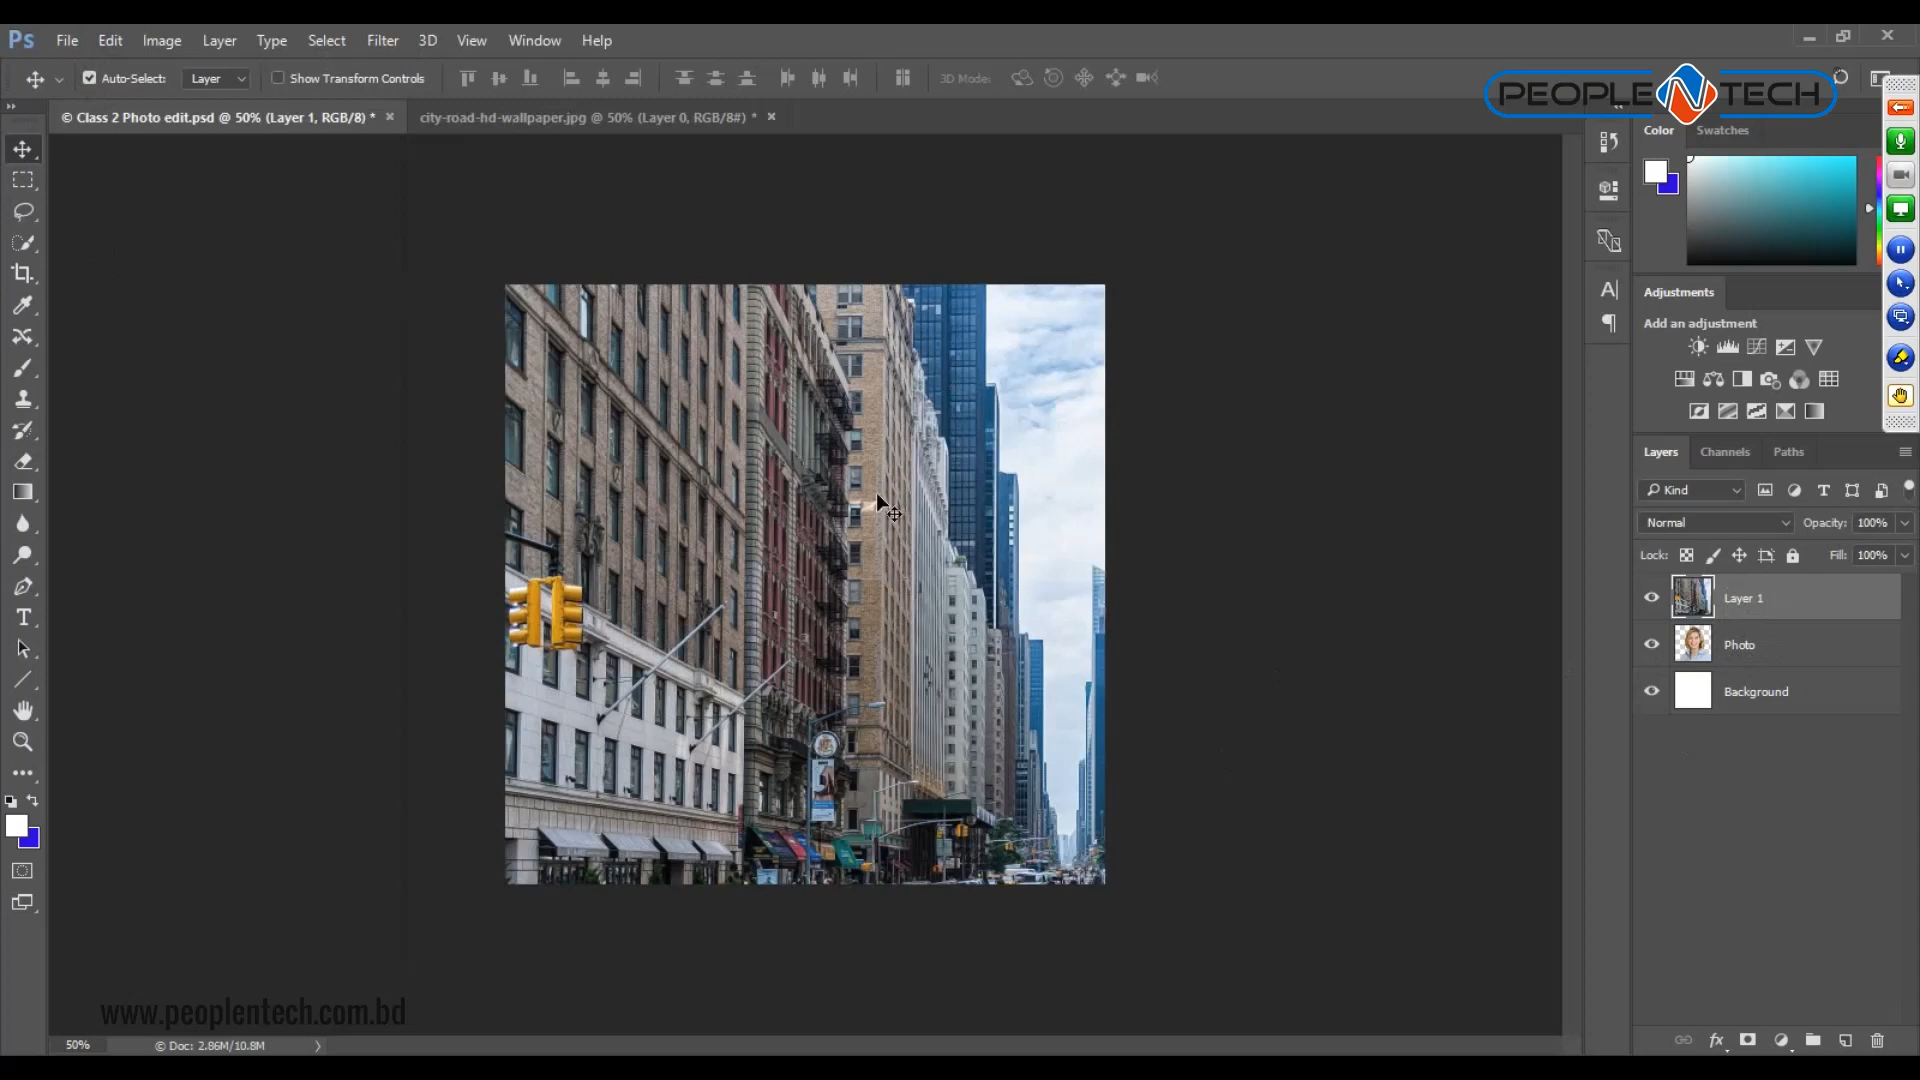 Ps File Edit Image Layer Type Select Filter 3D View Window Help
Auto-Select: Layer Show Transform Controls 3D Mode:
PEOPLE N TECH
© Class 2 Photo edit.psd @ 50% (Layer 1, RGB/8) * × city-road-hd-wallpaper.jpg @ 50% (Layer 0, RGB/8#) * ×
Color Swatches
Adjustments
Add an adjustment
Layers Channels Paths
Kind
Normal Opacity: 100%
Lock: Fill: 100%
Layer 1
Photo
Background
www.peoplentech.com.bd
50% © Doc: 2.86M/10.8M
fx